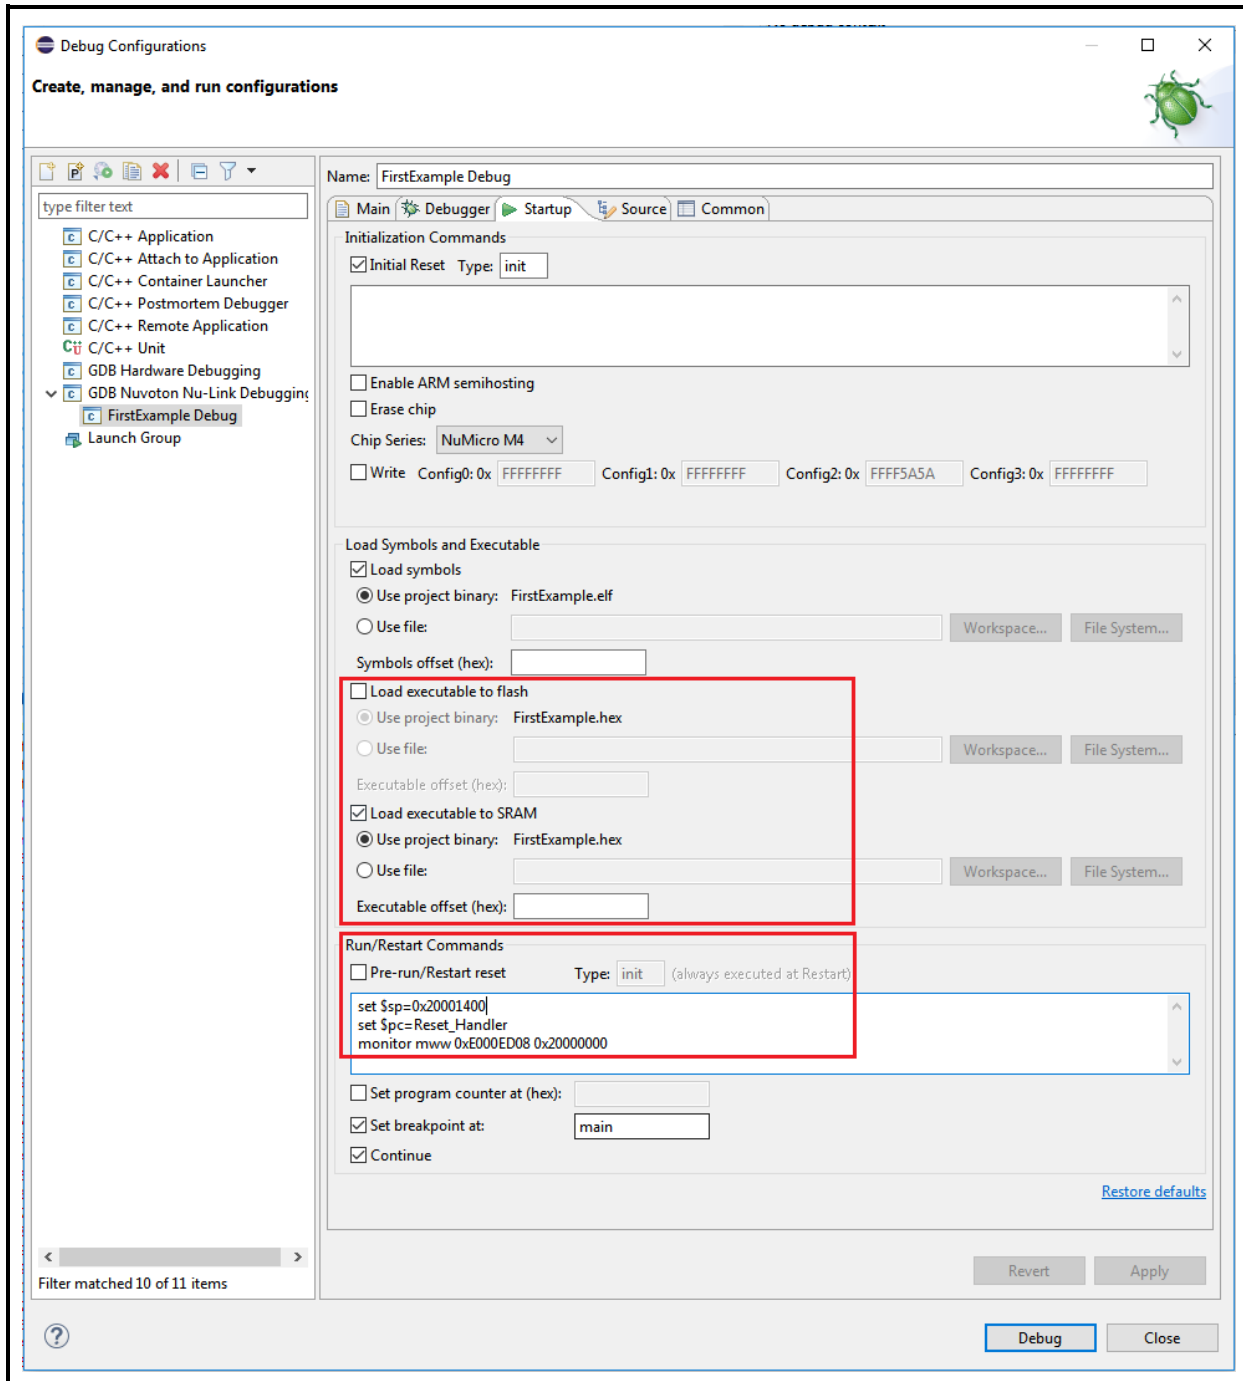 Debug Configurations
Create, manage, and run configurations
type filter text
C/C++ Application
C/C++ Attach to Application
C/C++ Container Launcher
C/C++ Postmortem Debugger
C/C++ Remote Application
C/C++ Unit
GDB Hardware Debugging
GDB Nuvoton Nu-Link Debugging
FirstExample Debug
Launch Group
Filter matched 10 of 11 items
Name: FirstExample Debug
Main Debugger Startup Source Common
Initialization Commands
Initial Reset Type: init
Enable ARM semihosting
Erase chip
Chip Series: NuMicro M4
Write Config0: 0x FFFFFFFF Config1: 0x FFFFFFFF Config2: 0x FFFF5A5A Config3: 0x FFFFFFFF
Load Symbols and Executable
Load symbols
Use project binary: FirstExample.elf
Use file: Workspace... File System...
Symbols offset (hex):
Load executable to flash
Use project binary: FirstExample.hex
Use file: Workspace... File System...
Executable offset (hex):
Load executable to SRAM
Use project binary: FirstExample.hex
Use file: Workspace... File System...
Executable offset (hex):
Run/Restart Commands
Pre-run/Restart reset Type: init (always executed at Restart)
set $sp=0x20001400
set $pc=Reset_Handler
monitor mww 0xE000ED08 0x20000000
Set program counter at (hex):
Set breakpoint at: main
Continue
Restore defaults
Revert Apply
Debug Close